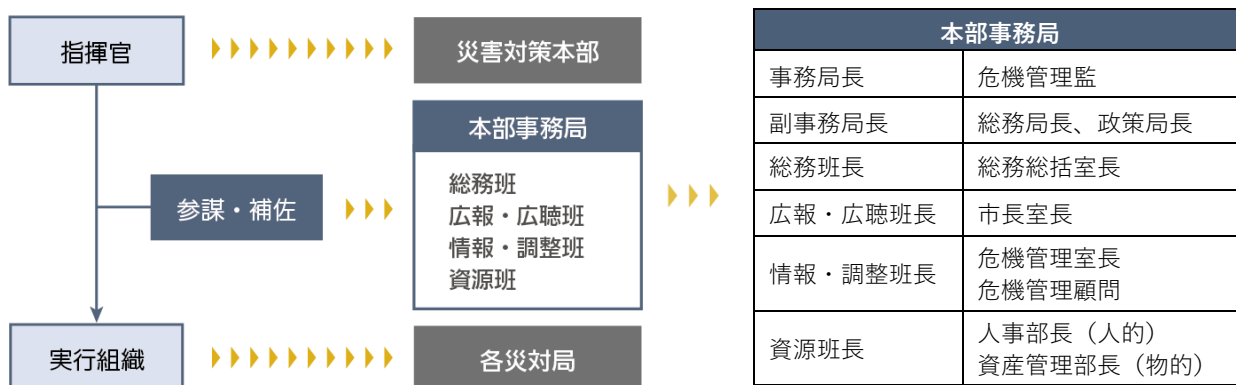 指揮官
災害対策本部
本部事務局
総務班
広報・広聴班
情報・調整班
資源班
参謀・補佐
実行組織
各災対局
本部事務局
事務局長 危機管理監
副事務局長 総務局長、政策局長
総務班長 総務総括室長
広報・広聴班長 市長室長
情報・調整班長 危機管理室長
危機管理顧問
資源班長 人事部長（人的）
資産管理部長（物的）